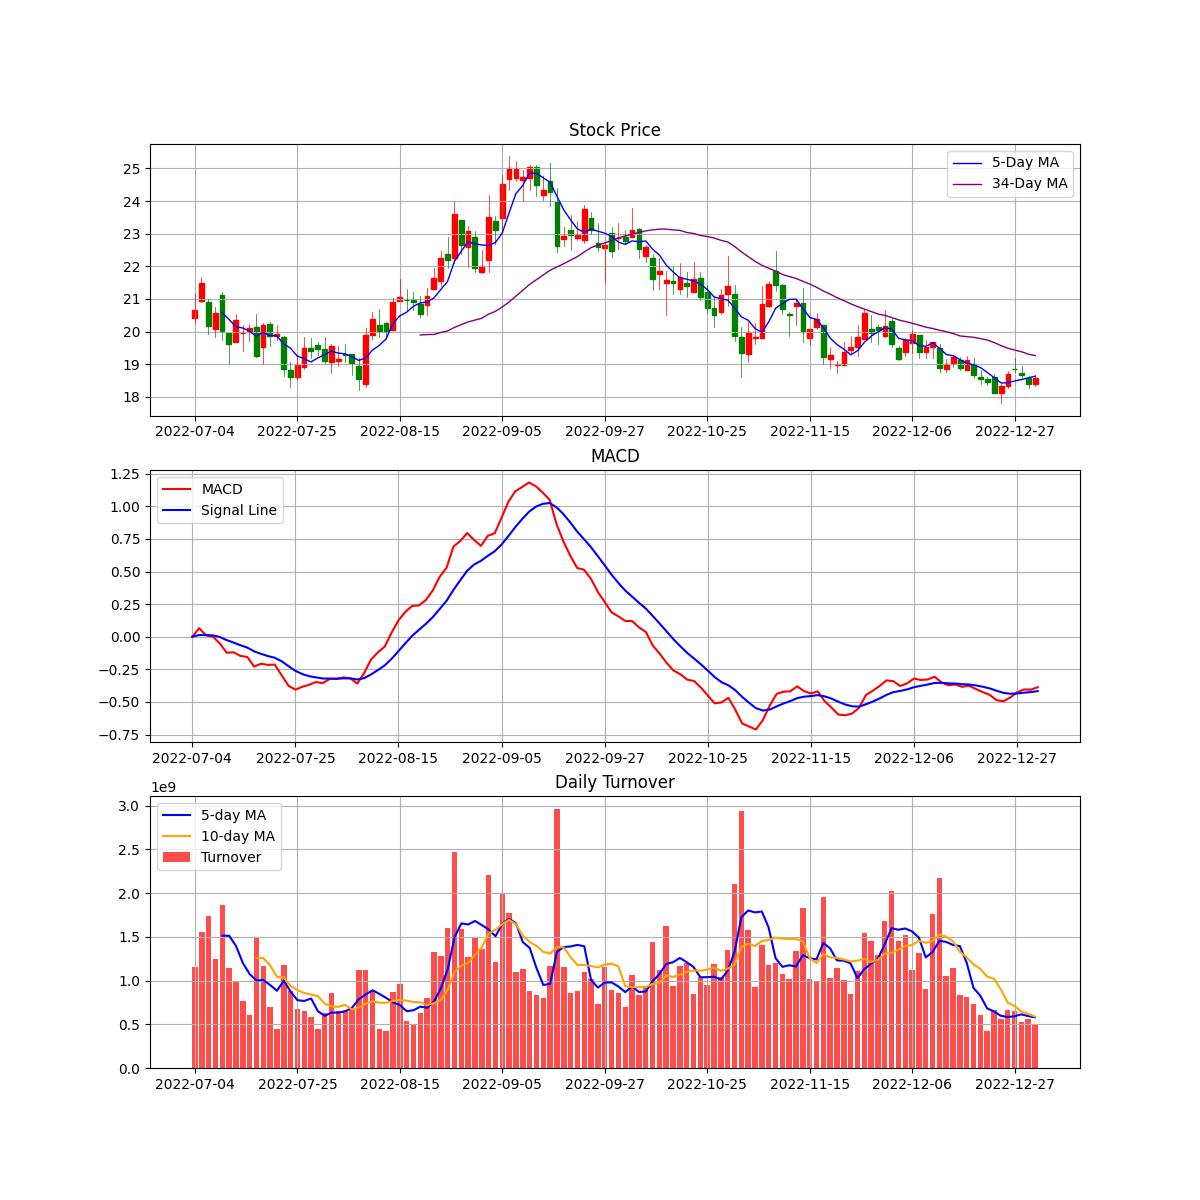 Stock Price
25
24
23
22
21
20
19
18
5-Day MA
34-Day MA
2022-07-04 2022-07-25 2022-08-15 2022-09-05 2022-09-27 2022-10-25 2022-11-15 2022-12-06 2022-12-27
MACD
1.25
1.00
0.75
0.50
0.25
0.00
−0.25
−0.50
−0.75
MACD
Signal Line
2022-07-04 2022-07-25 2022-08-15 2022-09-05 2022-09-27 2022-10-25 2022-11-15 2022-12-06 2022-12-27
Daily Turnover
1e9
3.0
2.5
2.0
1.5
1.0
0.5
0.0
5-day MA
10-day MA
Turnover
2022-07-04 2022-07-25 2022-08-15 2022-09-05 2022-09-27 2022-10-25 2022-11-15 2022-12-06 2022-12-27